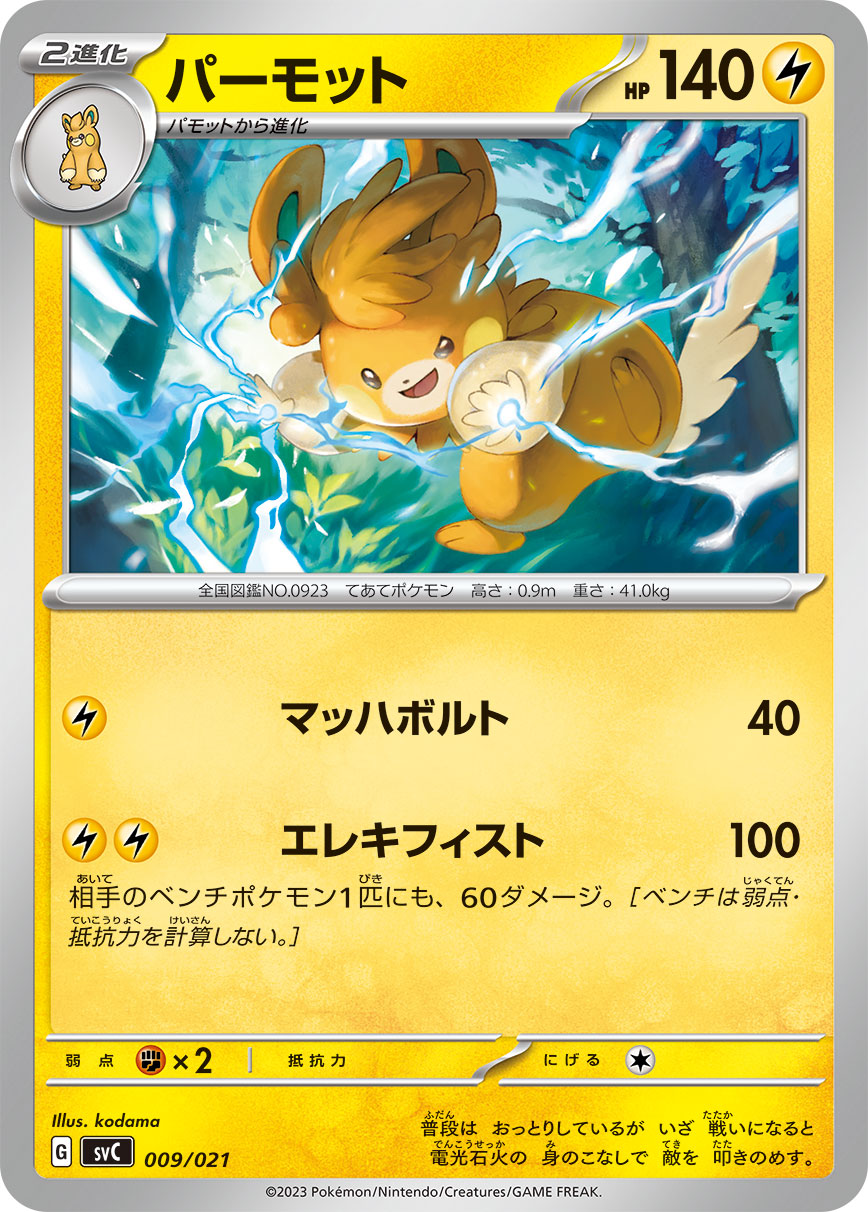 2進化
パーモット
HP 140
パモットから進化
全国図鑑NO.0923 てあてポケモン 高さ:0.9m 重さ:41.0kg
マッハボルト 40
エレキフィスト 100
相手のベンチポケモン1匹にも、60ダメージ。[ベンチは弱点・
抵抗力を計算しない。]
弱点 ×2 抵抗力 にげる
Illus. kodama
G svC 009/021
普段は おっとりしているが いざ 戦いになると
電光石火の 身のこなしで 敵を 叩きのめす。
©2023 Pokémon/Nintendo/Creatures/GAME FREAK.